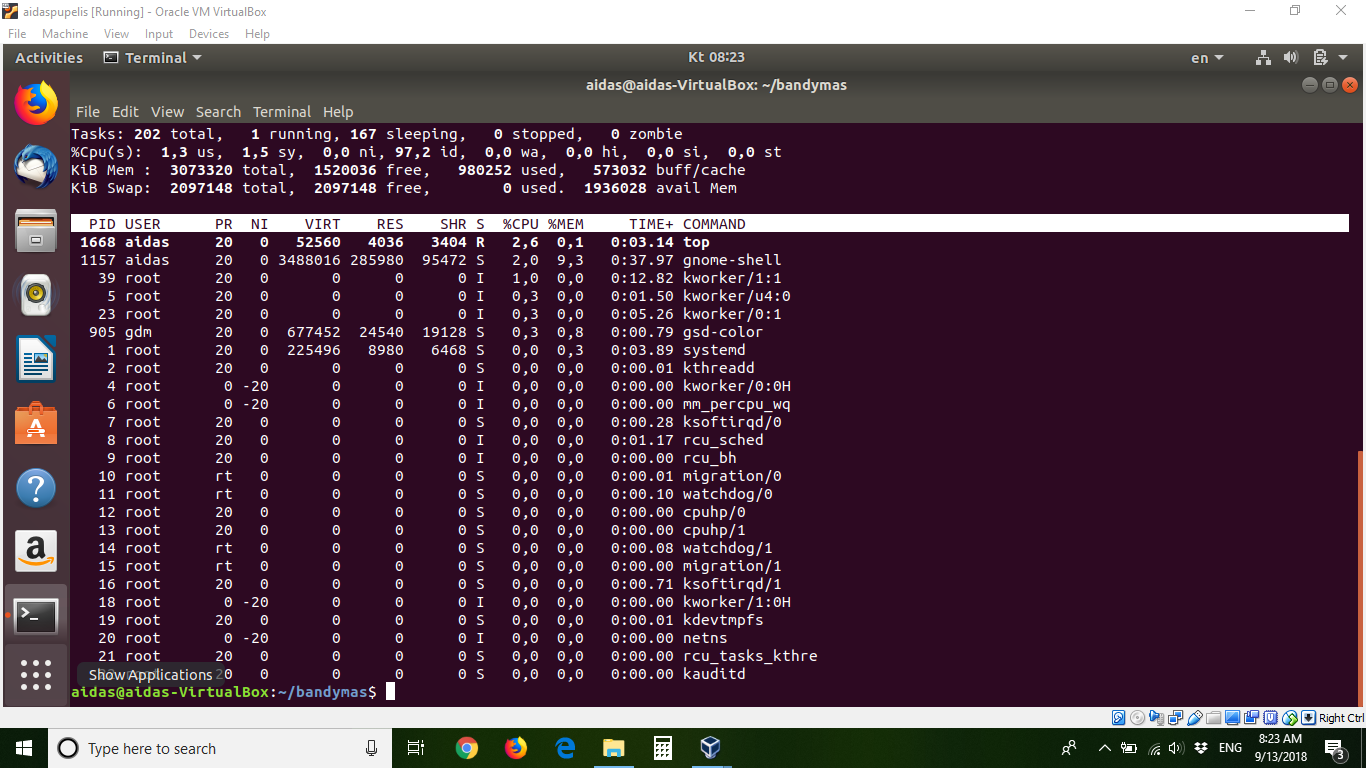 aidaspupelis [Running] - Oracle VM VirtualBox
File Machine View Input Devices Help
Activities Terminal Kt 08:23 en
aidas@aidas-VirtualBox: ~/bandymas
File Edit View Search Terminal Help
Tasks: 202 total, 1 running, 167 sleeping, 0 stopped, 0 zombie
%Cpu(s): 1,3 us, 1,5 sy, 0,0 ni, 97,2 id, 0,0 wa, 0,0 hi, 0,0 si, 0,0 st
KiB Mem : 3073320 total, 1520036 free, 980252 used, 573032 buff/cache
KiB Swap: 2097148 total, 2097148 free, 0 used. 1936028 avail Mem
PID USER PR NI VIRT RES SHR S %CPU %MEM TIME+ COMMAND
1668 aidas 20 0 52560 4036 3404 R 2,6 0,1 0:03.14 top
1157 aidas 20 0 3488016 285980 95472 S 2,0 9,3 0:37.97 gnome-shell
39 root 20 0 0 0 0 I 1,0 0,0 0:12.82 kworker/1:1
5 root 20 0 0 0 0 I 0,3 0,0 0:01.50 kworker/u4:0
23 root 20 0 0 0 0 I 0,3 0,0 0:05.26 kworker/0:1
905 gdm 20 0 677452 24540 19128 S 0,3 0,8 0:00.79 gsd-color
1 root 20 0 225496 8980 6468 S 0,0 0,3 0:03.89 systemd
2 root 20 0 0 0 0 S 0,0 0,0 0:00.01 kthreadd
4 root 0 -20 0 0 0 I 0,0 0,0 0:00.00 kworker/0:0H
6 root 0 -20 0 0 0 I 0,0 0,0 0:00.00 mm_percpu_wq
7 root 20 0 0 0 0 S 0,0 0,0 0:00.28 ksoftirqd/0
8 root 20 0 0 0 0 I 0,0 0,0 0:01.17 rcu_sched
9 root 20 0 0 0 0 I 0,0 0,0 0:00.00 rcu_bh
10 root rt 0 0 0 0 S 0,0 0,0 0:00.01 migration/0
11 root rt 0 0 0 0 S 0,0 0,0 0:00.10 watchdog/0
12 root 20 0 0 0 0 S 0,0 0,0 0:00.00 cpuhp/0
13 root 20 0 0 0 0 S 0,0 0,0 0:00.00 cpuhp/1
14 root rt 0 0 0 0 S 0,0 0,0 0:00.08 watchdog/1
15 root rt 0 0 0 0 S 0,0 0,0 0:00.00 migration/1
16 root 20 0 0 0 0 S 0,0 0,0 0:00.71 ksoftirqd/1
18 root 0 -20 0 0 0 I 0,0 0,0 0:00.00 kworker/1:0H
19 root 20 0 0 0 0 S 0,0 0,0 0:00.01 kdevtmpfs
20 root 0 -20 0 0 0 I 0,0 0,0 0:00.00 netns
21 root 20 0 0 0 0 S 0,0 0,0 0:00.00 rcu_tasks_kthre
Show Applications 20 0 0 0 0 S 0,0 0,0 0:00.00 kauditd
aidas@aidas-VirtualBox:~/bandymas$
Right Ctrl
Type here to search ENG 8:23 AM
9/13/2018 3